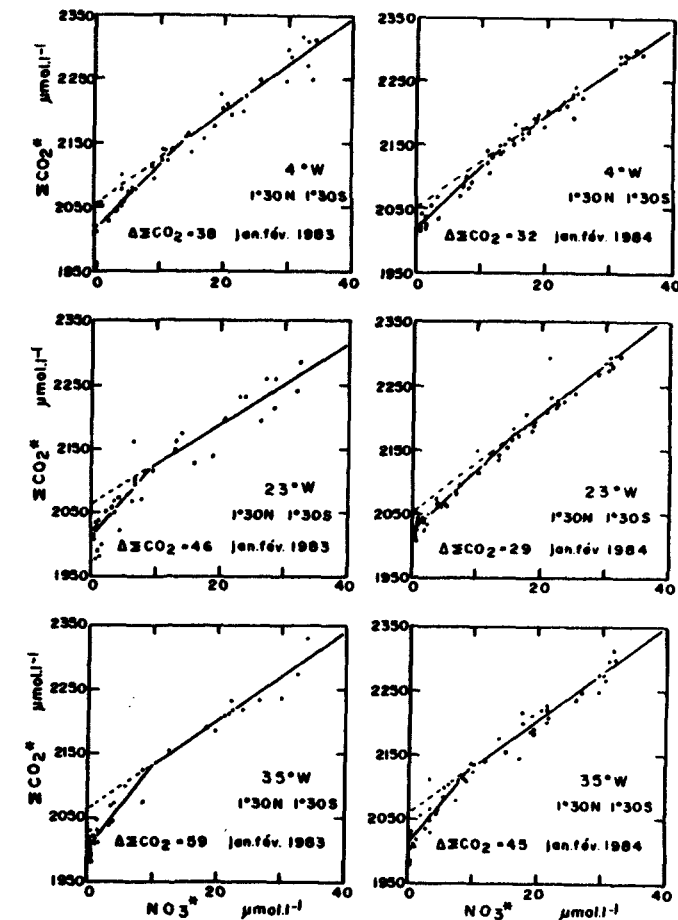 2350
2250
2150
2050
1950
ΣCO₂* µmol.l⁻¹
4°W
1°30N 1°30S
ΔΣCO₂=38 jan.fév. 1983
0 20 40
2350
2250
2150
2050
1950
4°W
1°30N 1°30S
ΔΣCO₂=32 jan.fév. 1984
0 20 40
2350
2250
2150
2050
1950
ΣCO₂* µmol.l⁻¹
23°W
1°30N 1°30S
ΔΣCO₂=46 jan.fév. 1983
0 20 40
2350
2250
2150
2050
1950
23°W
1°30N 1°30S
ΔΣCO₂=29 jan.fév. 1984
0 20 40
2350
2250
2150
2050
1950
ΣCO₂* µmol.l⁻¹
35°W
1°30N 1°30S
ΔΣCO₂=59 jan.fév. 1983
0 20 40
NO₃* µmol.l⁻¹
2350
2250
2150
2050
1950
35°W
1°30N 1°30S
ΔΣCO₂=45 jan.fév. 1984
0 20 40
NO₃* µmol.l⁻¹